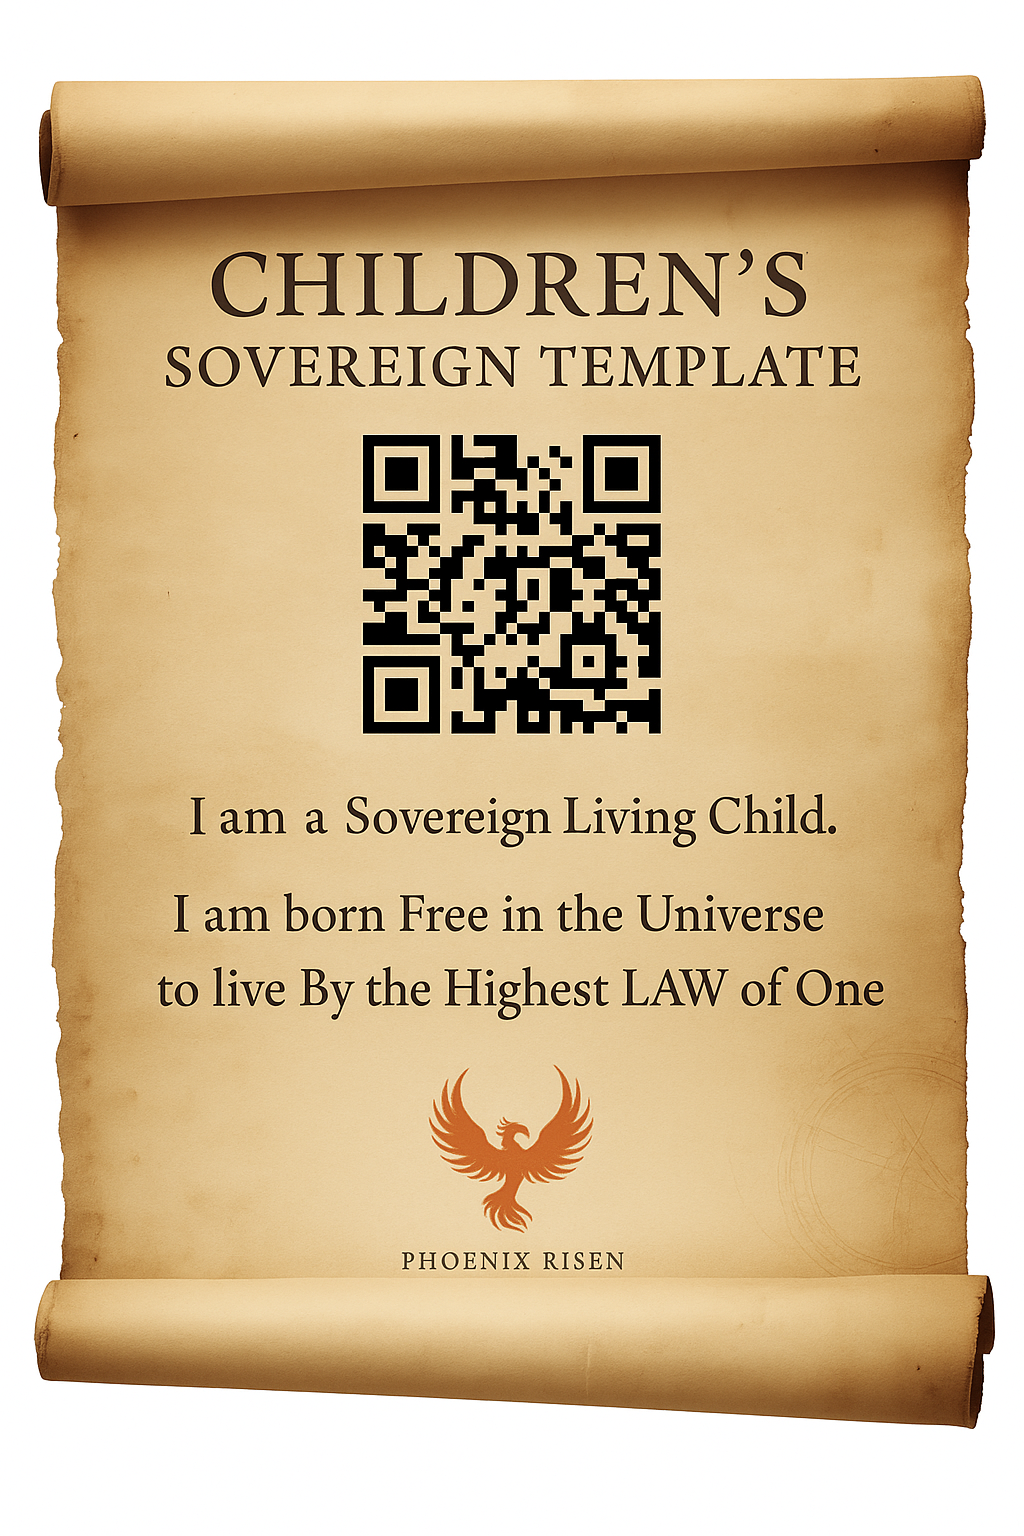 CHILDREN’S
SOVEREIGN TEMPLATE
I am a Sovereign Living Child.
I am born Free in the Universe
to live By the Highest LAW of One
PHOENIX RISEN